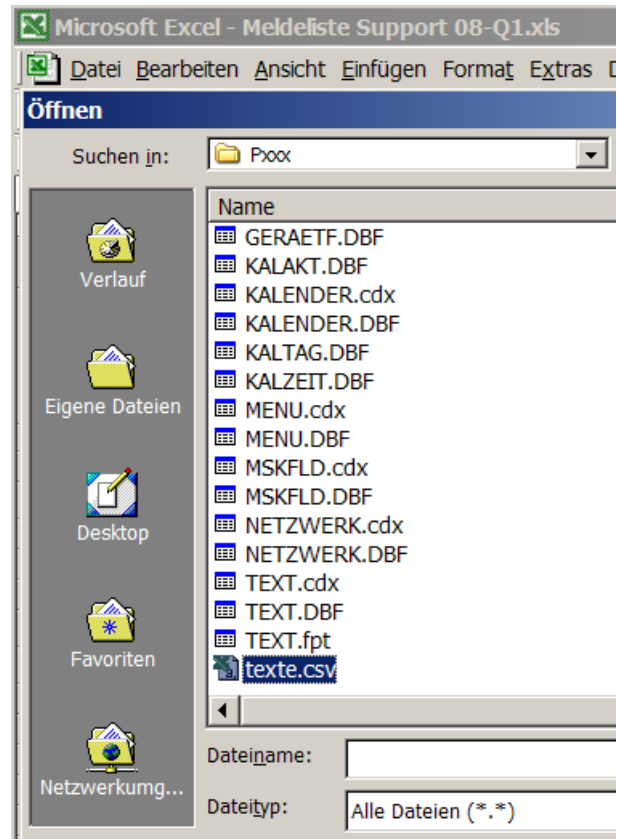 Microsoft Excel - Meldeliste Support 08-Q1.xls
Datei Bearbeiten Ansicht Einfügen Format Extras D
Öffnen
Suchen in: Pxxx
Name
GERAETF.DBF
KALAKT.DBF
KALENDER.cdx
KALENDER.DBF
KALTAG.DBF
KALZEIT.DBF
MENU.cdx
MENU.DBF
MSKFLD.cdx
MSKFLD.DBF
NETZWERK.cdx
NETZWERK.DBF
TEXT.cdx
TEXT.DBF
TEXT.fpt
texte.csv
Verlauf
Eigene Dateien
Desktop
Favoriten
Netzwerkumg...
Dateiname:
Dateityp: Alle Dateien (*.*)